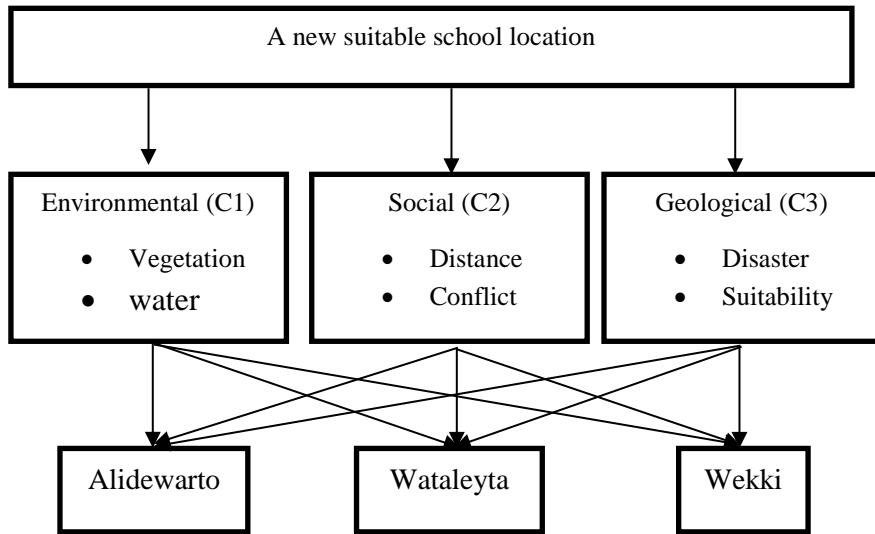 A new suitable school location
Environmental (C1)
• Vegetation
• water
Social (C2)
• Distance
• Conflict
Geological (C3)
• Disaster
• Suitability
Alidewarto
Wataleyta
Wekki